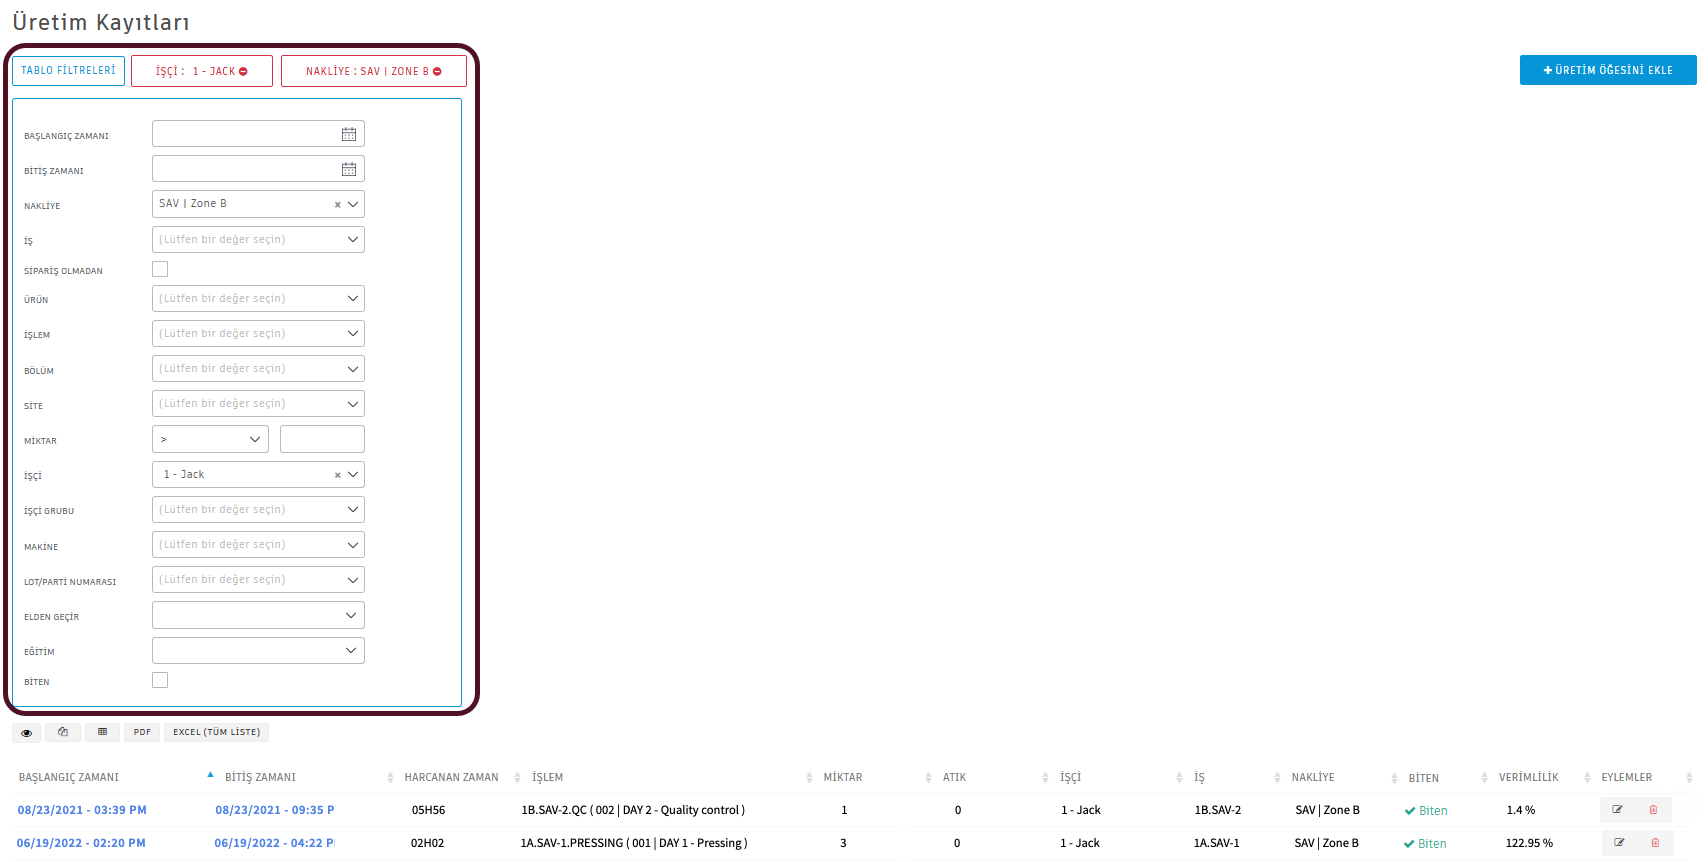 Üretim Kayıtları
TABLO FİLTRELERİ
İŞÇİ : 1 - JACK
NAKLİYE : SAV | ZONE B
ÜRETİM ÖĞESİNİ EKLE
BAŞLANGIÇ ZAMANI
BİTİŞ ZAMANI
NAKLİYE SAV | Zone B
İŞ (Lütfen bir değer seçin)
SİPARİŞ OLMADAN
ÜRÜN (Lütfen bir değer seçin)
İŞLEM (Lütfen bir değer seçin)
BÖLÜM (Lütfen bir değer seçin)
SİTE (Lütfen bir değer seçin)
MİKTAR >
İŞÇİ 1 - Jack
İŞÇİ GRUBU (Lütfen bir değer seçin)
MAKİNE (Lütfen bir değer seçin)
LOT/PARTİ NUMARASI (Lütfen bir değer seçin)
ELDEN GEÇİR
EĞİTİM
BİTEN
PDF EXCEL (TÜM LİSTE)
BAŞLANGIÇ ZAMANI BİTİŞ ZAMANI HARCANAN ZAMAN İŞLEM MİKTAR ATIK İŞÇİ İŞ NAKLİYE BİTEN VERİMLİLİK EYLEMLER
08/23/2021 - 03:39 PM 08/23/2021 - 09:35 P 05H56 1B.SAV-2.QC ( 002 | DAY 2 - Quality control ) 1 0 1 - Jack 1B.SAV-2 SAV | Zone B Biten 1.4 %
06/19/2022 - 02:20 PM 06/19/2022 - 04:22 P 02H02 1A.SAV-1.PRESSING ( 001 | DAY 1 - Pressing ) 3 0 1 - Jack 1A.SAV-1 SAV | Zone B Biten 122.95 %